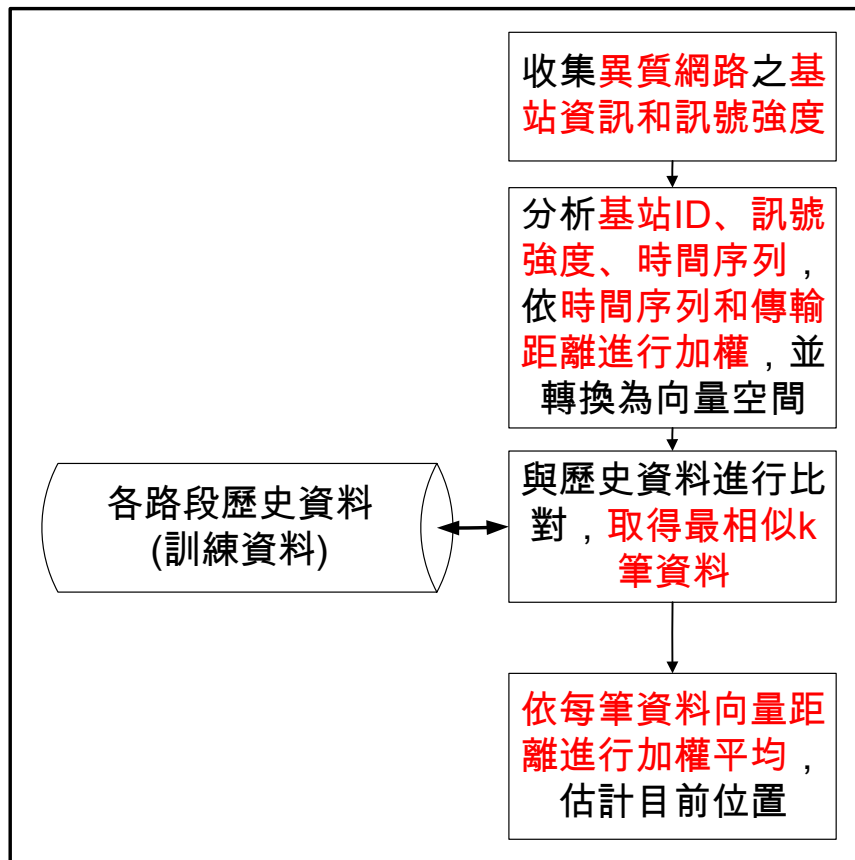 收集異質網路之基
站資訊和訊號強度
分析基站ID、訊號
強度、時間序列，
依時間序列和傳輸
距離進行加權，並
轉換為向量空間
各路段歷史資料
(訓練資料)
與歷史資料進行比
對，取得最相似k
筆資料
依每筆資料向量距
離進行加權平均，
估計目前位置